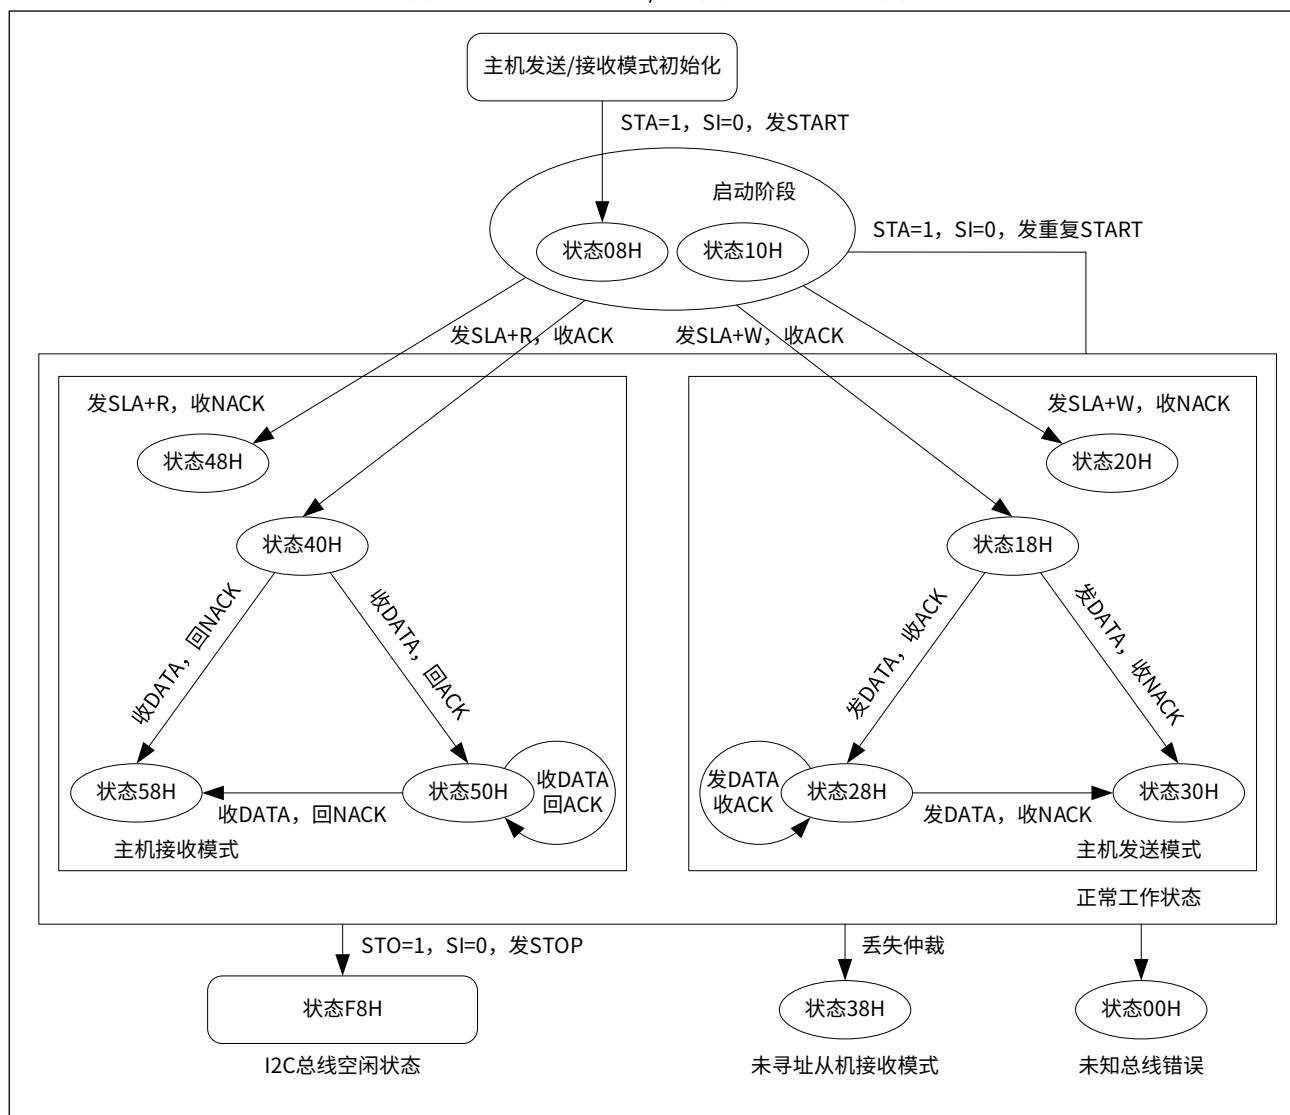 主机发送/接收模式初始化
STA=1，SI=0，发START
启动阶段
状态08H
状态10H
STA=1，SI=0，发重复START
发SLA+R，收ACK
发SLA+W，收ACK
发SLA+R，收NACK
发SLA+W，收NACK
状态48H
状态20H
状态40H
状态18H
收DATA，回NACK
收DATA，回ACK
发DATA，收ACK
发DATA，收NACK
状态58H
状态50H
收DATA
回ACK
发DATA
收ACK
状态28H
状态30H
收DATA，回NACK
发DATA，收NACK
主机接收模式
主机发送模式
正常工作状态
STO=1，SI=0，发STOP
丢失仲裁
状态F8H
状态38H
状态00H
I2C总线空闲状态
未寻址从机接收模式
未知总线错误